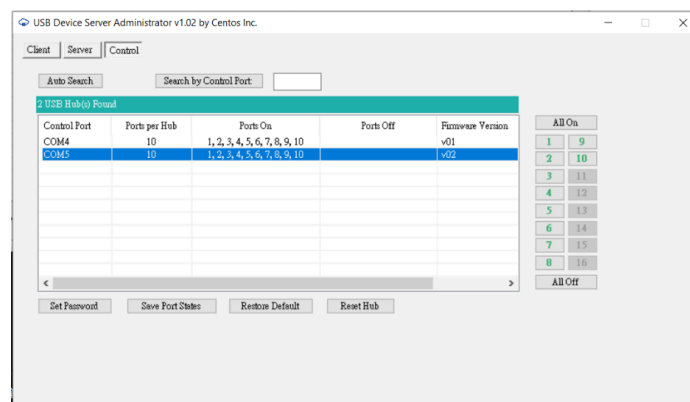 USB Device Server Administrator v1.02 by Centos Inc.
Client Server Control
Auto Search Search by Control Port:
2 USB Hub(s) Found
Control Port Ports per Hub Ports On Ports Off Firmware Version
COM4 10 1, 2, 3, 4, 5, 6, 7, 8, 9, 10 v01
COM5 10 1, 2, 3, 4, 5, 6, 7, 8, 9, 10 v02
All On
1 9
2 10
3 11
4 12
5 13
6 14
7 15
8 16
All Off
Set Password Save Port States Restore Default Reset Hub